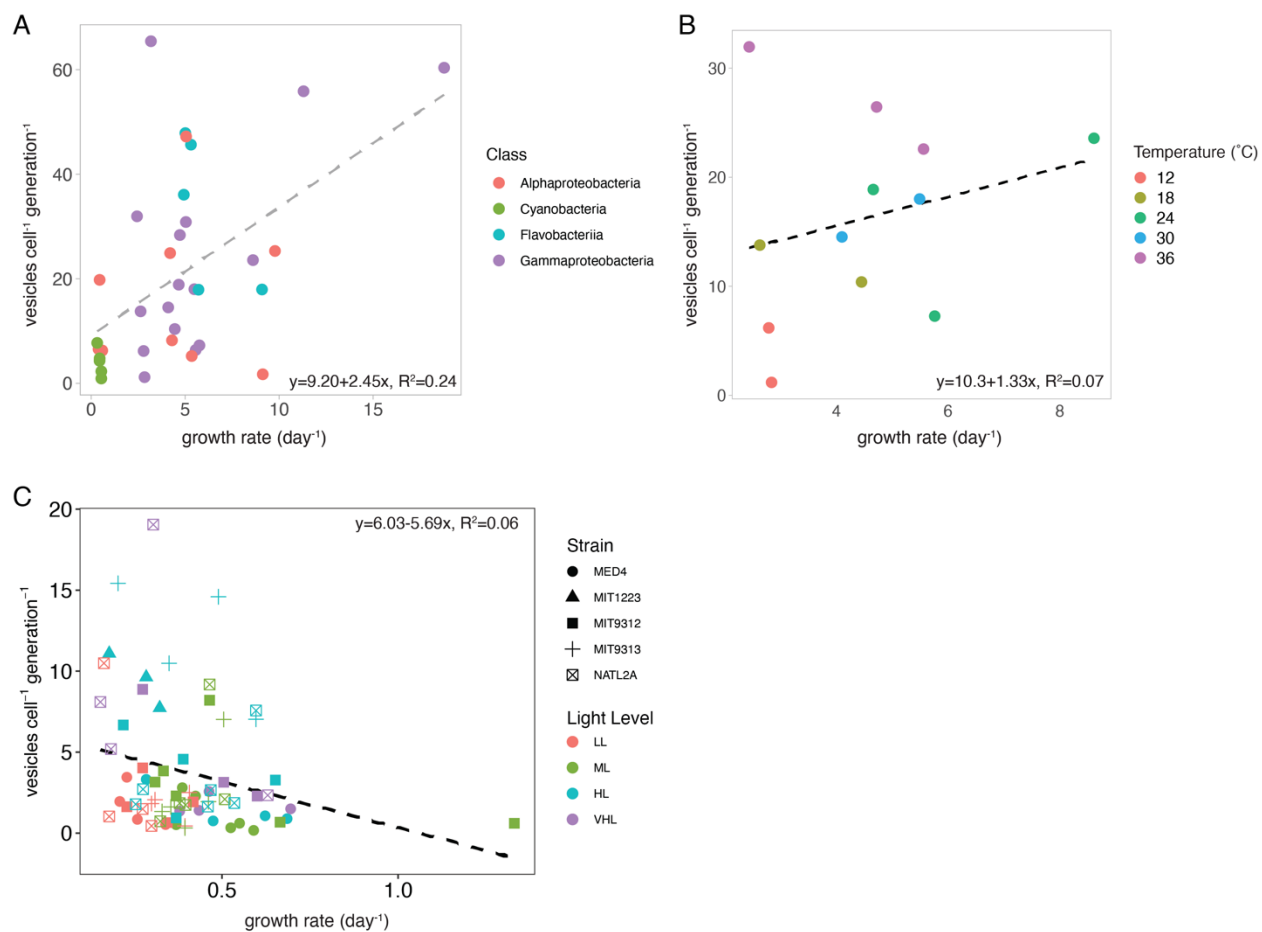 A
vesicles cell⁻¹ generation⁻¹
60
40
20
0
0
5
10
15
y=9.20+2.45x, R²=0.24
growth rate (day⁻¹)
Class
Alphaproteobacteria
Cyanobacteria
Flavobacteriia
Gammaproteobacteria
B
vesicles cell⁻¹ generation⁻¹
30
20
10
0
4
6
8
y=10.3+1.33x, R²=0.07
growth rate (day⁻¹)
Temperature (˚C)
12
18
24
30
36
C
vesicles cell⁻¹ generation⁻¹
20
15
10
5
0
0.5
1.0
y=6.03-5.69x, R²=0.06
growth rate (day⁻¹)
Strain
MED4
MIT1223
MIT9312
MIT9313
NATL2A
Light Level
LL
ML
HL
VHL